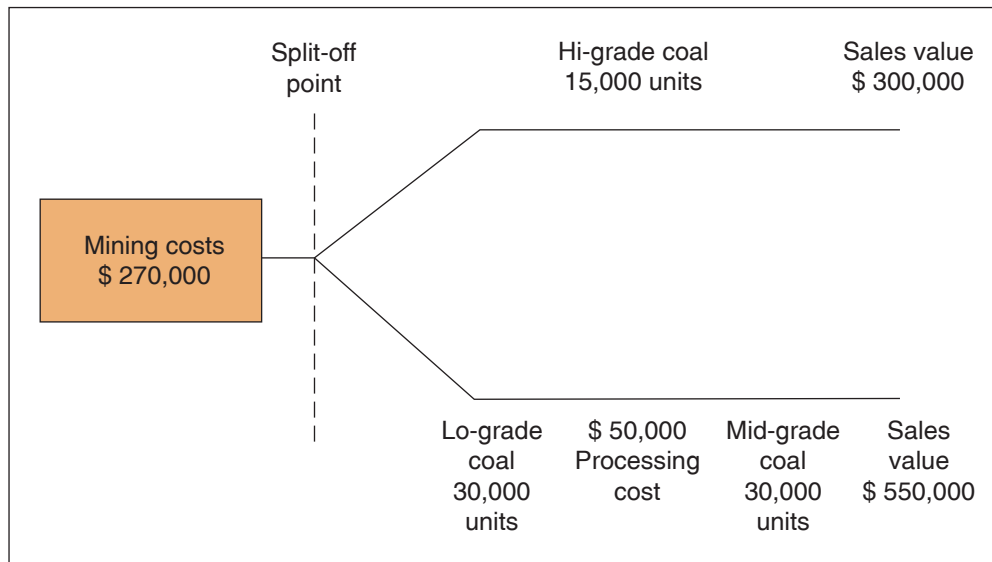 Split-off
point
Hi-grade coal
15,000 units
Sales value
$ 300,000
Mining costs
$ 270,000
Lo-grade
coal
30,000
units
$ 50,000
Processing
cost
Mid-grade
coal
30,000
units
Sales
value
$ 550,000